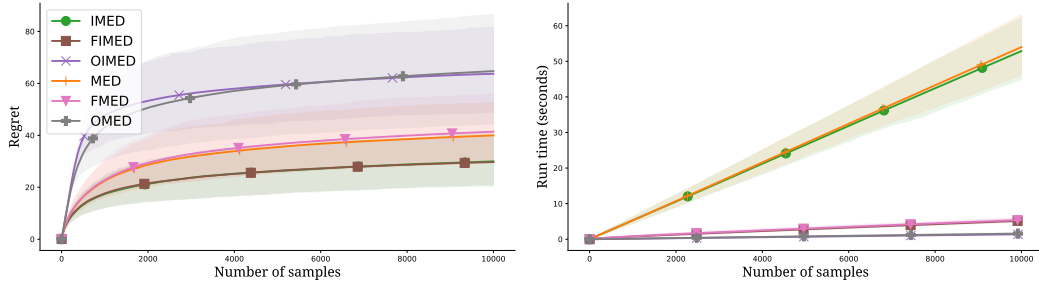 IMED
FIMED
OIMED
MED
FMED
OMED
Regret
80
60
40
20
0
0 2000 4000 6000 8000 10000
Number of samples
Run time (seconds)
60
50
40
30
20
10
0
0 2000 4000 6000 8000 10000
Number of samples